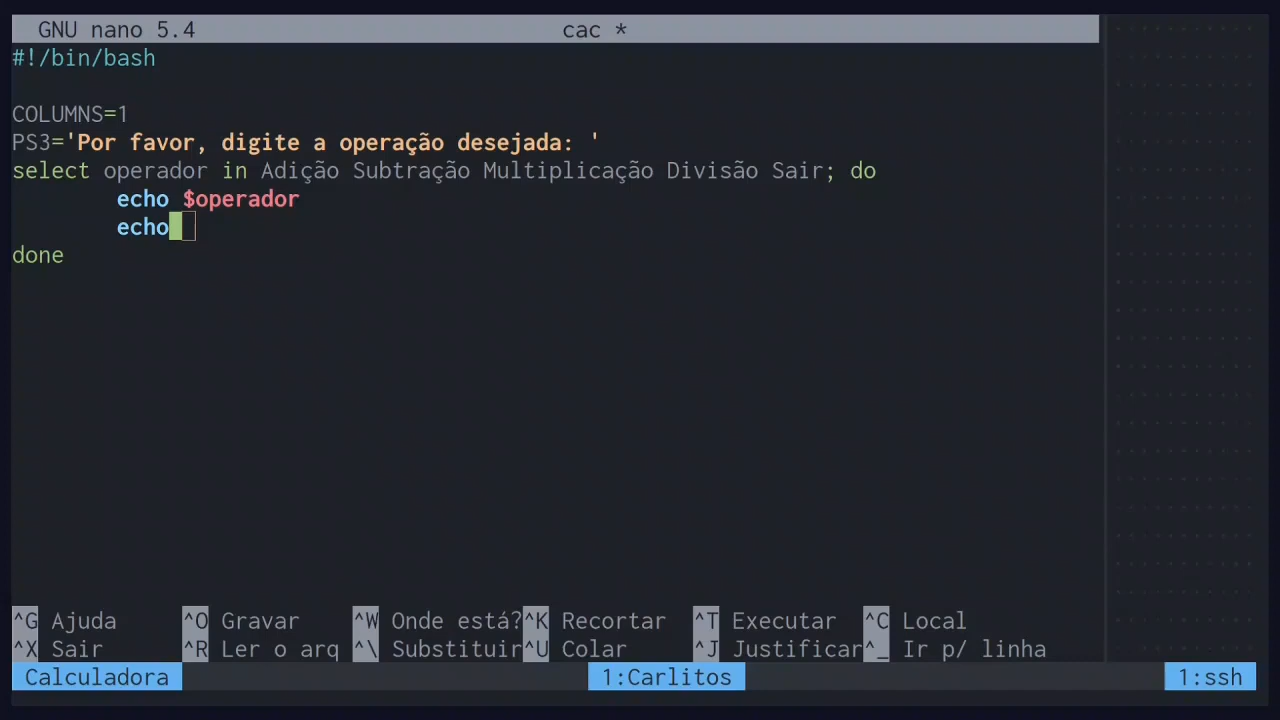 GNU nano 5.4 cac *
#!/bin/bash
COLUMNS=1
PS3='Por favor, digite a operação desejada: '
select operador in Adição Subtração Multiplicação Divisão Sair; do
echo $operador
echo
done
^G Ajuda ^O Gravar ^W Onde está? ^K Recortar ^T Executar ^C Local
^X Sair ^R Ler o arq ^\ Substituir ^U Colar ^J Justificar ^_ Ir p/ linha
Calculadora 1:Carlitos 1:ssh